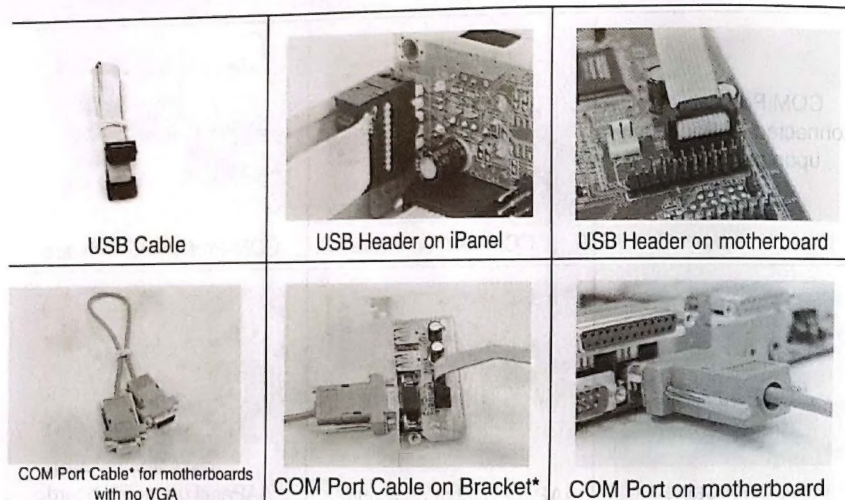 USB Cable
USB Header on iPanel
USB Header on motherboard
COM Port Cable* for motherboards
with no VGA
COM Port Cable on Bracket*
COM Port on motherboard